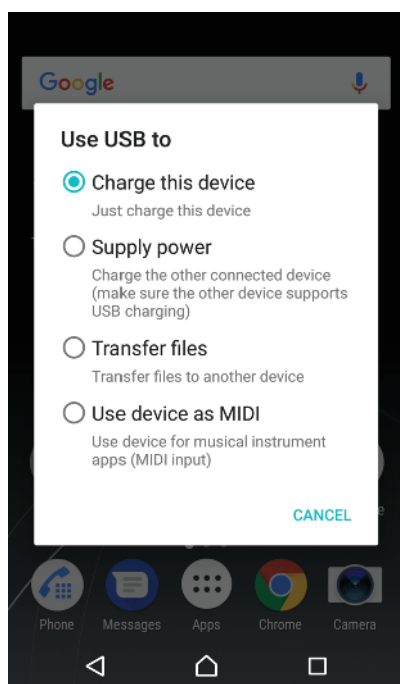 Google
Use USB to
Charge this device
Just charge this device
Supply power
Charge the other connected device
(make sure the other device supports
USB charging)
Transfer files
Transfer files to another device
Use device as MIDI
Use device for musical instrument
apps (MIDI input)
CANCEL
Phone Messages Apps Chrome Camera